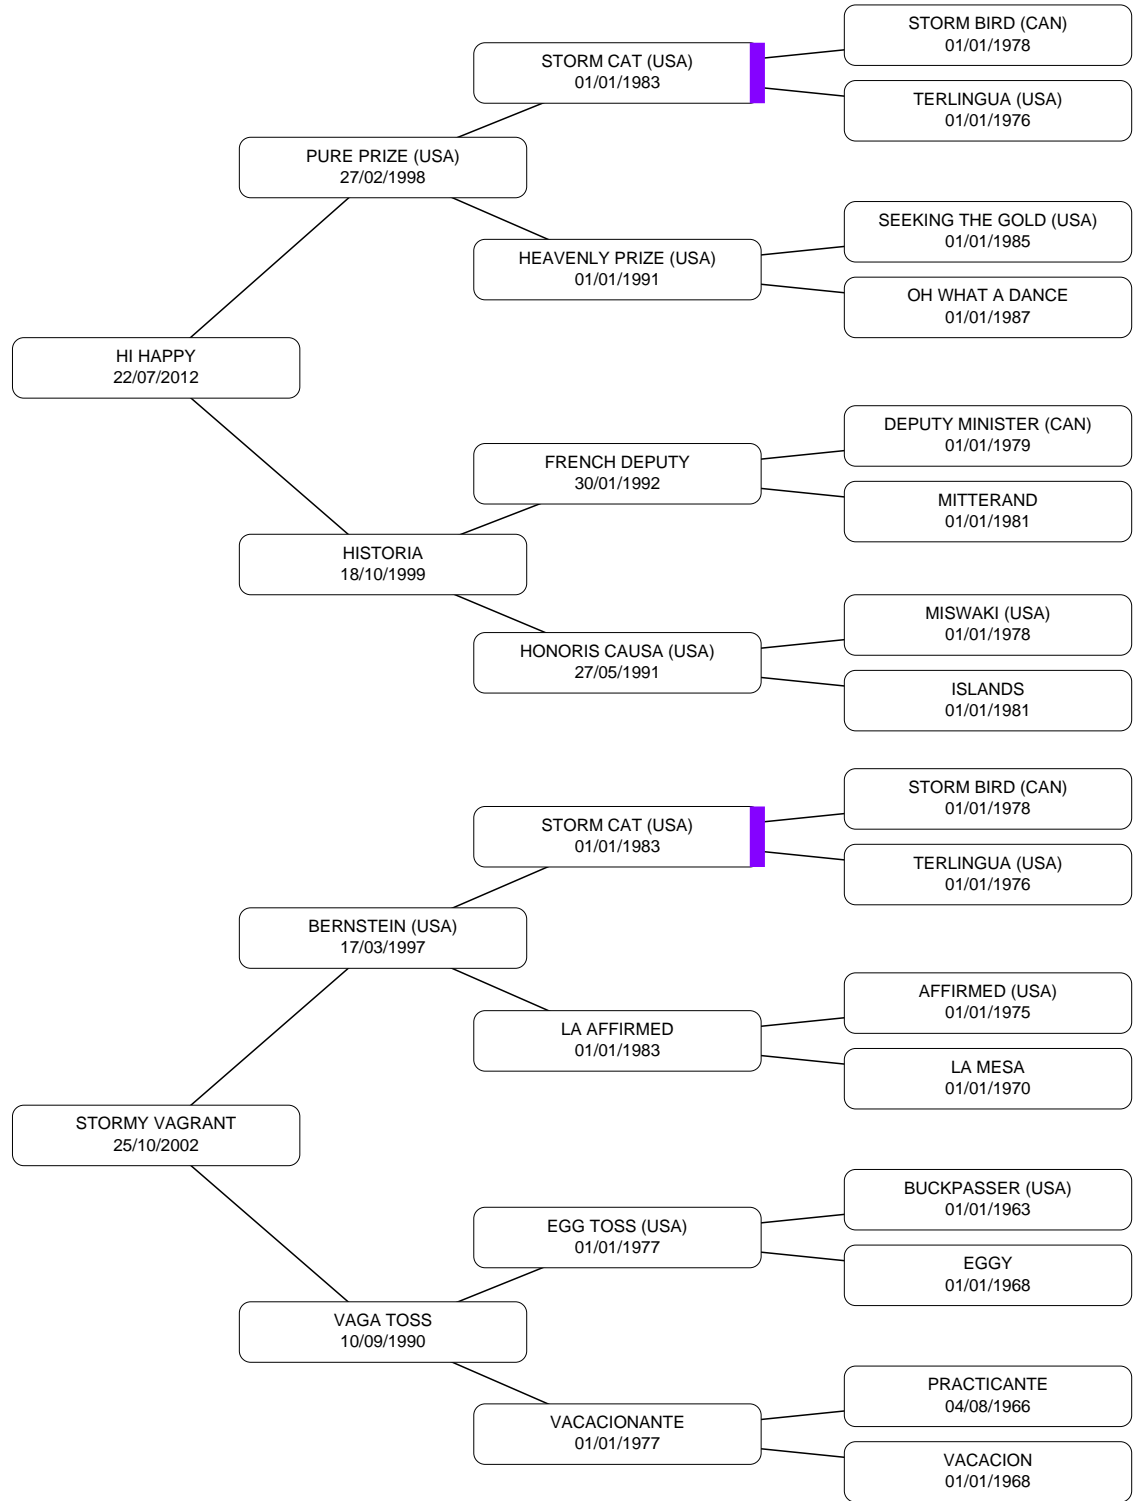 STORM BIRD (CAN)
01/01/1978
STORM CAT (USA)
01/01/1983
TERLINGUA (USA)
01/01/1976
PURE PRIZE (USA)
27/02/1998
SEEKING THE GOLD (USA)
01/01/1985
HEAVENLY PRIZE (USA)
01/01/1991
OH WHAT A DANCE
01/01/1987
HI HAPPY
22/07/2012
DEPUTY MINISTER (CAN)
01/01/1979
FRENCH DEPUTY
30/01/1992
MITTERAND
01/01/1981
HISTORIA
18/10/1999
MISWAKI (USA)
01/01/1978
HONORIS CAUSA (USA)
27/05/1991
ISLANDS
01/01/1981
STORM BIRD (CAN)
01/01/1978
STORM CAT (USA)
01/01/1983
TERLINGUA (USA)
01/01/1976
BERNSTEIN (USA)
17/03/1997
AFFIRMED (USA)
01/01/1975
LA AFFIRMED
01/01/1983
LA MESA
01/01/1970
STORMY VAGRANT
25/10/2002
BUCKPASSER (USA)
01/01/1963
EGG TOSS (USA)
01/01/1977
EGGY
01/01/1968
VAGA TOSS
10/09/1990
PRACTICANTE
04/08/1966
VACACIONANTE
01/01/1977
VACACION
01/01/1968